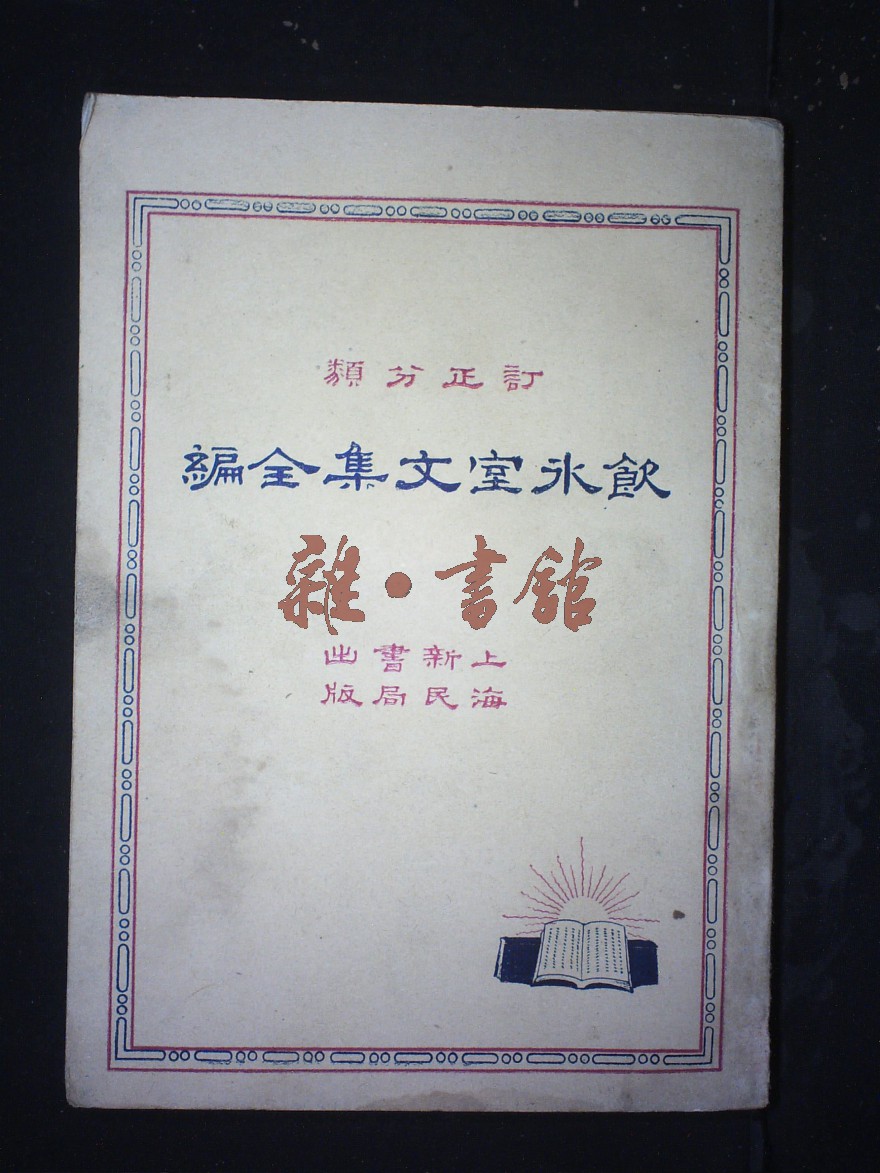 訂正分類
飲冰室文集全編
雜·書館
上海新民書局出版